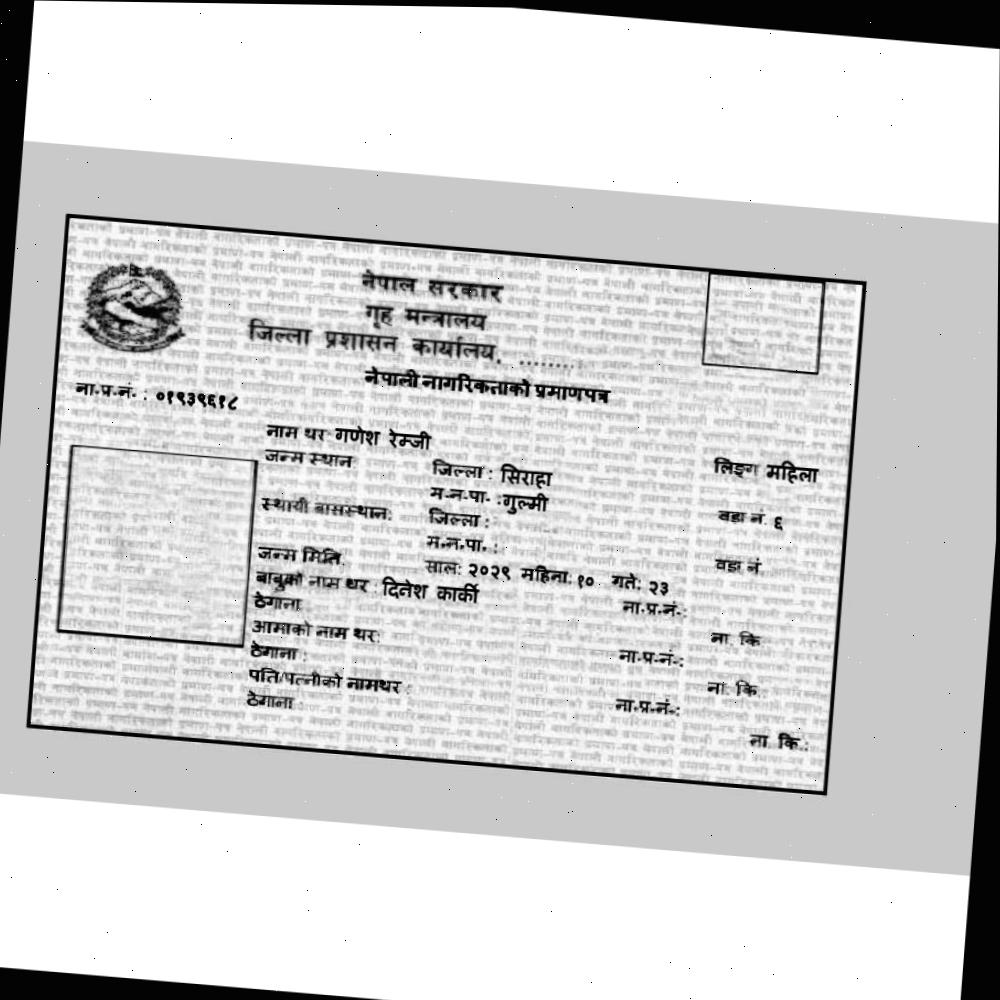 नेपाल सरकार
गृह मन्त्रालय
जिल्ला प्रशासन कार्यालय, ........
नेपाली नागरिकताको प्रमाणपत्र
ना.प्र.नं. : ०१९३९६१८
नाम थर गणेश रेम्जी लिङ्ग महिला
जन्म स्थान जिल्ला : सिराहा
म.न.पा. :गुल्मी वडा नं. ६
स्थायी बासस्थान: जिल्ला :
म.न.पा. : वडा नं.
जन्म मिति साल: २०२९ महिना: १० गते: २३
बाबुको नाम थर : दिनेश कार्की ना.प्र.नं.:
ठेगाना ना. कि
आमाको नाम थर: ना.प्र.नं.:
ठेगाना : ना. कि.:
पति/पत्नीको नामथर : ना.प्र.नं.:
ठेगाना : ना. कि.: